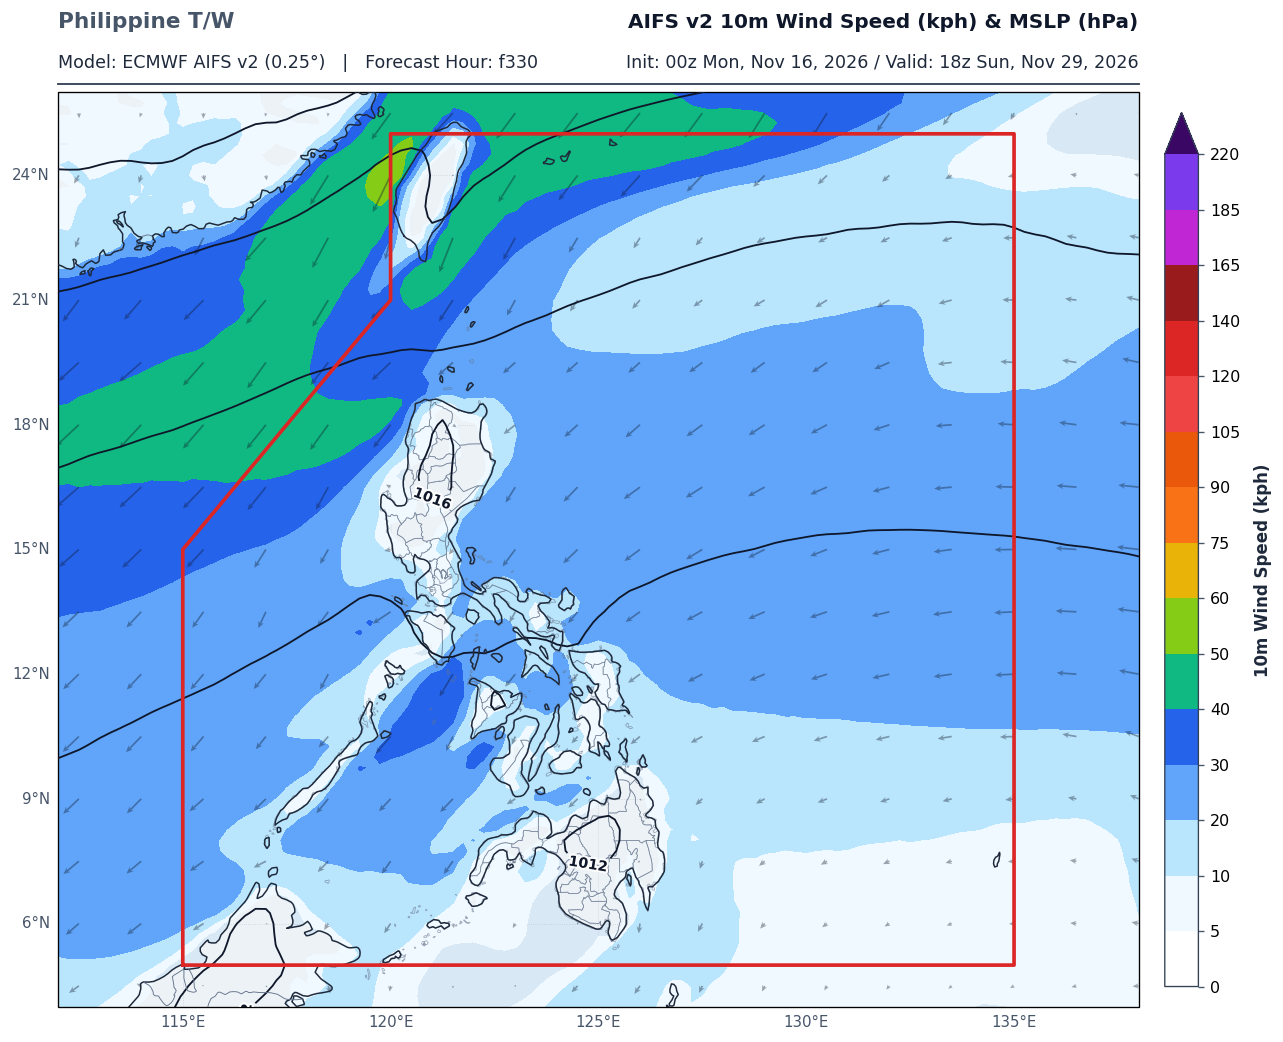 Philippine T/W
AIFS v2 10m Wind Speed (kph) & MSLP (hPa)
Model: ECMWF AIFS v2 (0.25°) | Forecast Hour: f330
Init: 00z Mon, Nov 16, 2026 / Valid: 18z Sun, Nov 29, 2026
24°N
21°N
18°N
15°N
12°N
9°N
6°N
1016
1012
115°E
120°E
125°E
130°E
135°E
220
185
165
140
120
105
90
75
60
50
40
30
20
10
5
0
10m Wind Speed (kph)